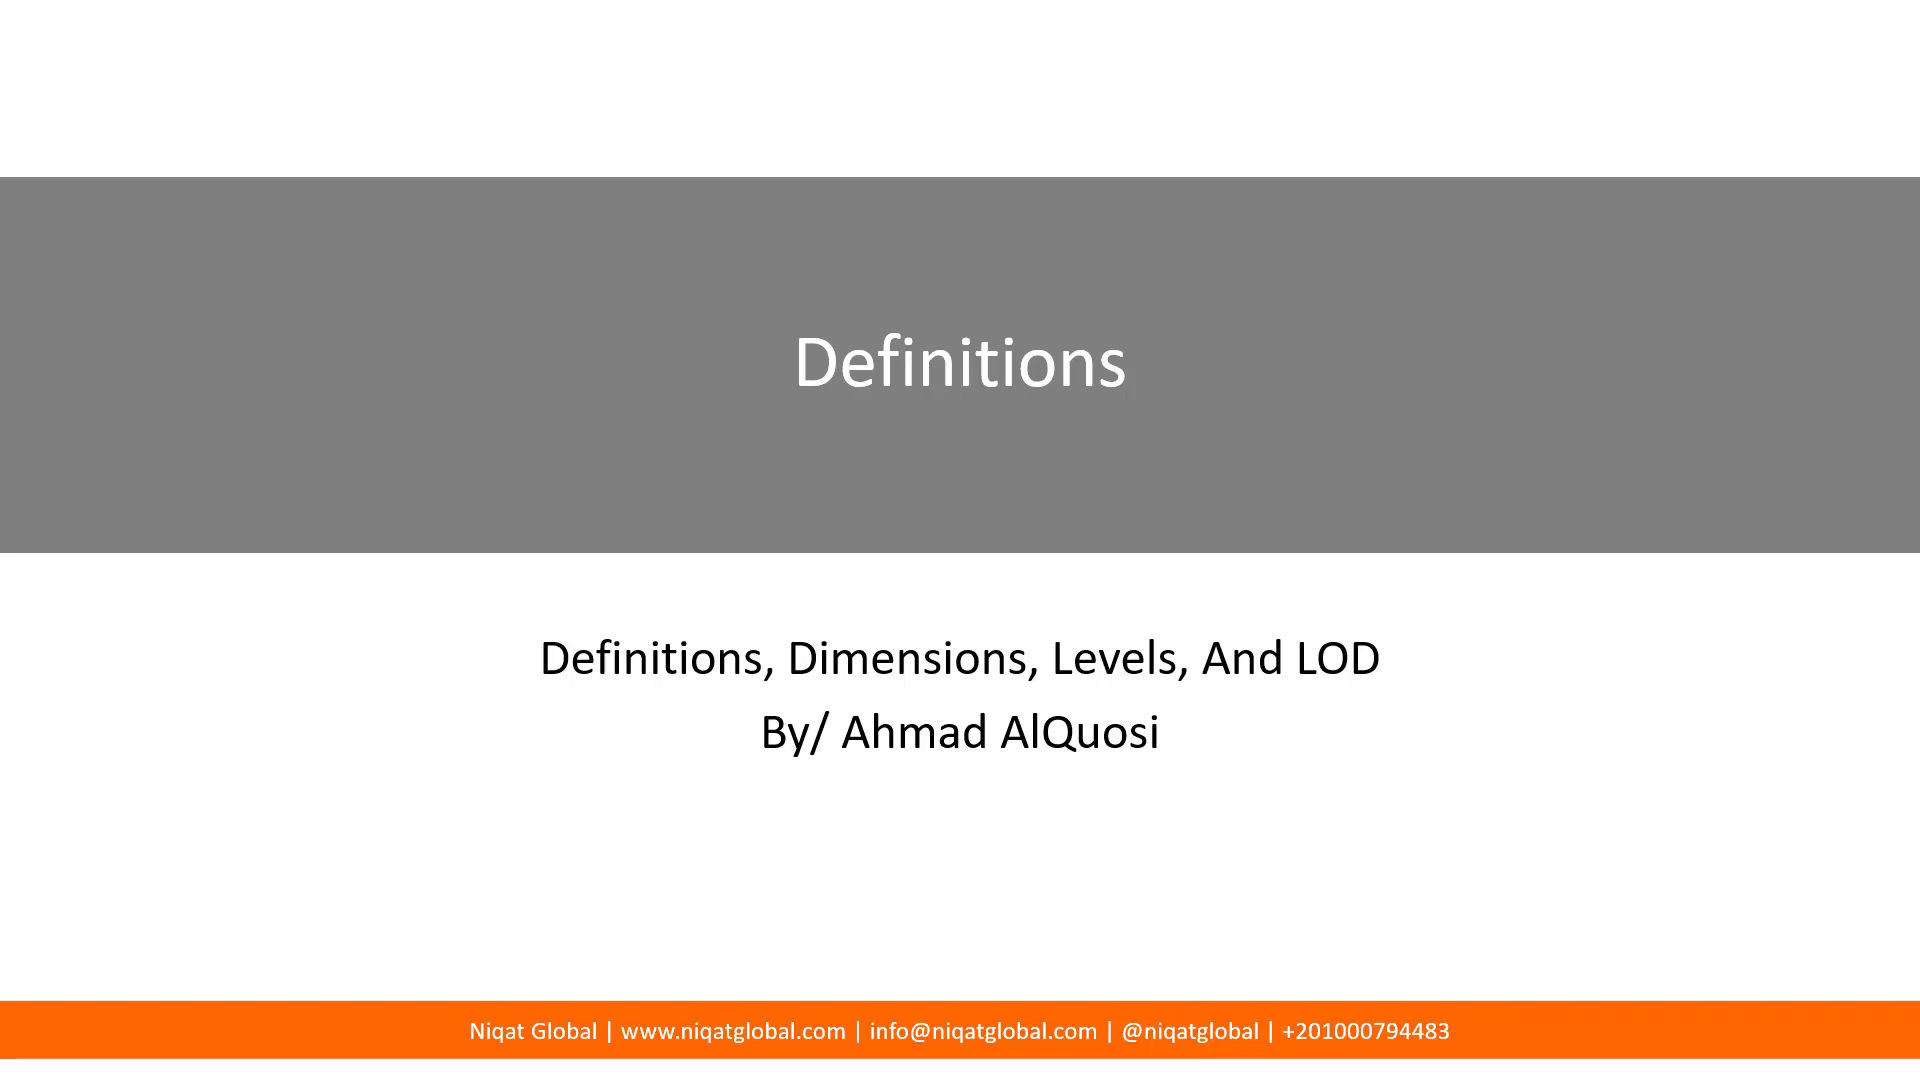 Definitions
Definitions, Dimensions, Levels, And LOD
By/ Ahmad AlQuosi
Niqat Global | www.niqatglobal.com | info@niqatglobal.com | @niqatglobal | +201000794483